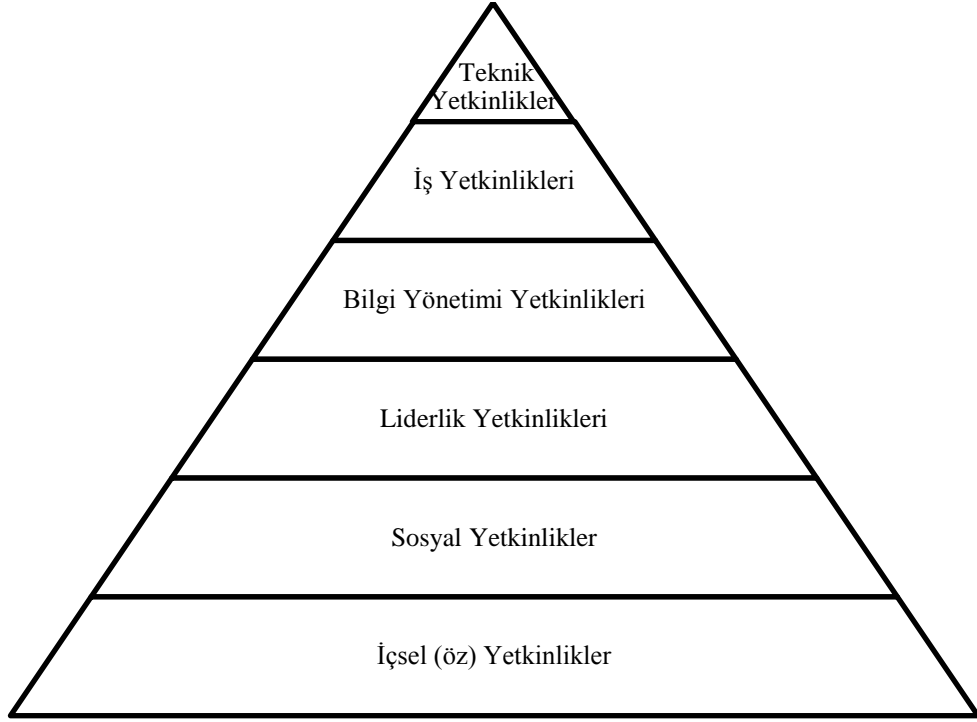 Teknik
Yetkinlikler
İş Yetkinlikleri
Bilgi Yönetimi Yetkinlikleri
Liderlik Yetkinlikleri
Sosyal Yetkinlikler
İçsel (öz) Yetkinlikler